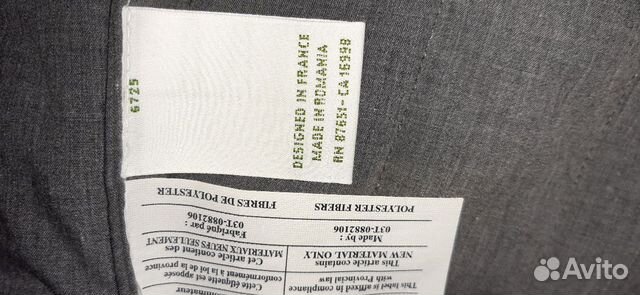 6725
DESIGNED IN FRANCE
MADE IN ROMANIA
RN 87651 - CA 16998
This label is affixed in compliance
with Provincial law
This article contains
NEW MATERIAL ONLY
Made by :
03T-0882106
POLYESTER FIBERS
Cette étiquette est apposée
conformément à la loi de la province
Cet article contient des
MATERIAUX NEUFS SEULEMENT
Fabriqué par :
03T-0882106
FIBRES DE POLYESTER
Avito